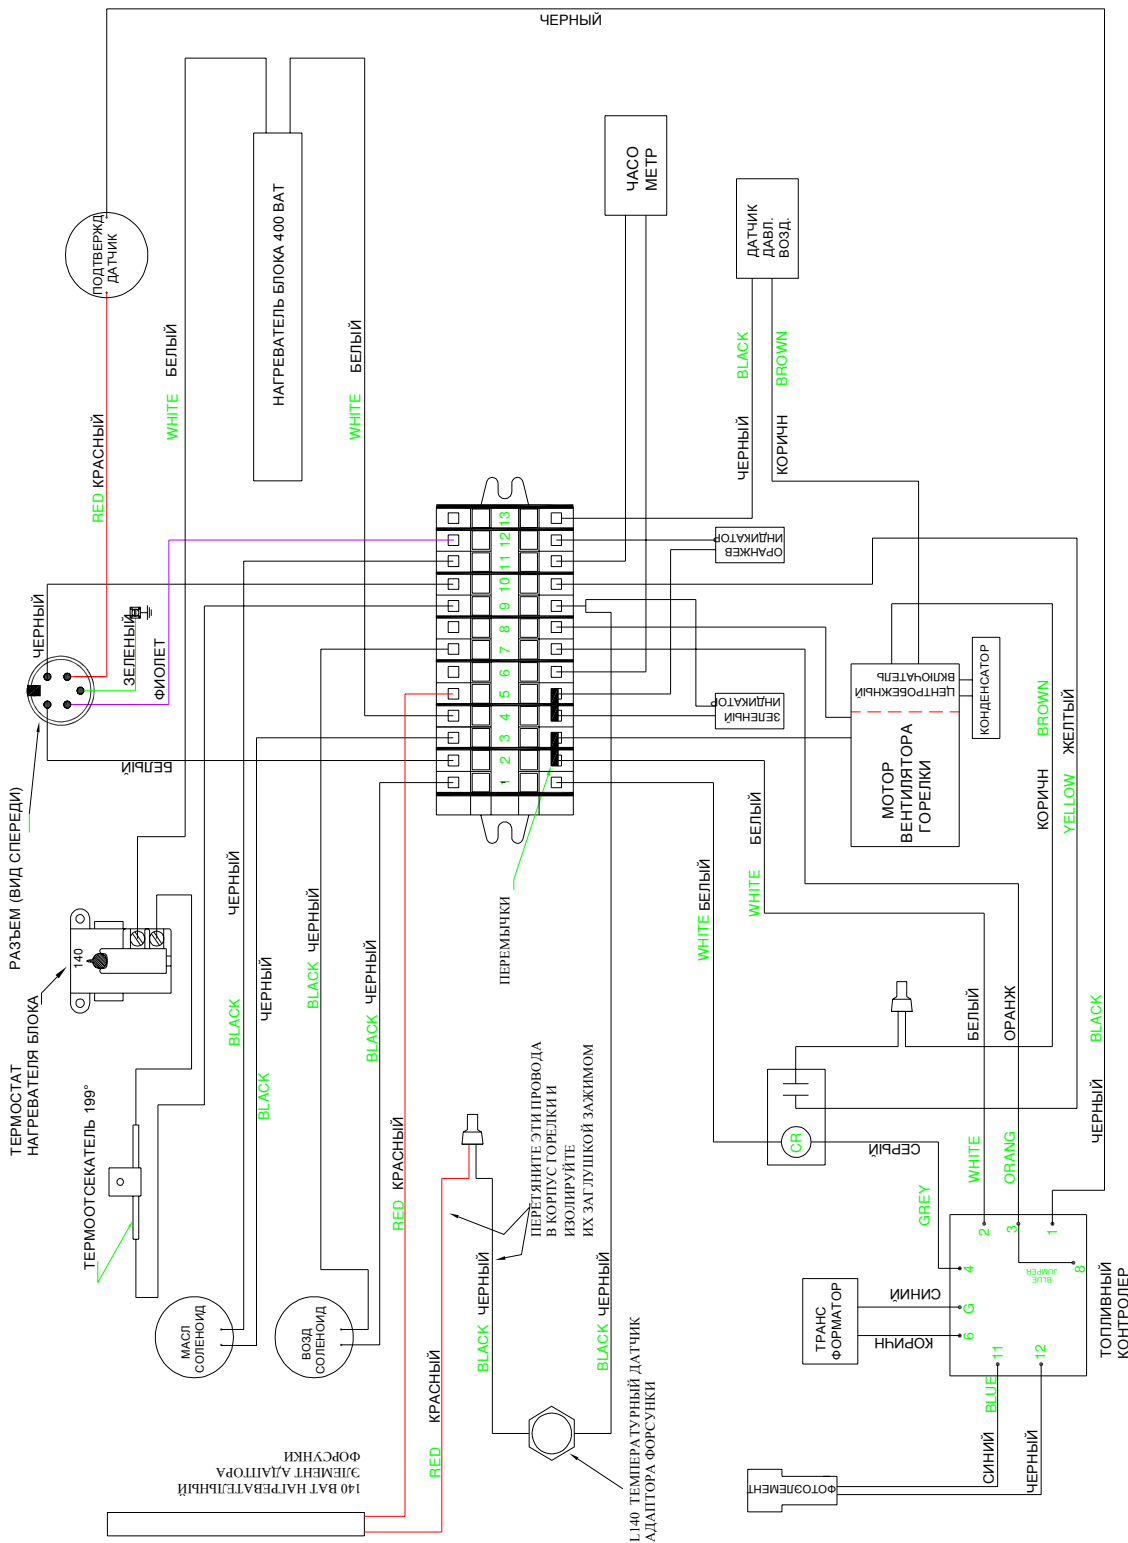 ЧЕРНЫЙ
ПОДТВЕРЖД
ДАТЧИК
RED КРАСНЫЙ
WHITE БЕЛЫЙ
НАГРЕВАТЕЛЬ БЛОКА 400 ВАТ
WHITE БЕЛЫЙ
ЧАСО
МЕТР
ДАТЧИК
ДАВЛ.
ВОЗД.
BLACK
ЧЕРНЫЙ
BROWN
КОРИЧН
РАЗЪЕМ (ВИД СПЕРЕДИ)
ЧЕРНЫЙ
ЗЕЛЕНЫЙ
ФИОЛЕТ
БЕЛЫЙ
13
12
11
10
9
8
7
6
5
4
3
2
1
ОРАНЖЕВ
ИНДИКАТОР
ЗЕЛЕНЫЙ
ИНДИКАТОР
ЦЕНТРОБЕЖНЫЙ
ВКЛЮЧАТЕЛЬ
КОНДЕНСАТОР
МОТОР
ВЕНТИЛЯТОРА
ГОРЕЛКИ
BROWN
КОРИЧН
YELLOW ЖЕЛТЫЙ
ТЕРМОСТАТ
НАГРЕВАТЕЛЯ БЛОКА
140
ТЕРМООТСЕКАТЕЛЬ 199°
BLACK
ЧЕРНЫЙ
BLACK
ЧЕРНЫЙ
BLACK ЧЕРНЫЙ
BLACK ЧЕРНЫЙ
RED КРАСНЫЙ
ПЕРЕМЫЧКИ
ПЕРЕТЯНИТЕ ЭТИ ПРОВОДА
В КОРПУС ГОРЕЛКИ И
ИЗОЛИРУЙТЕ
ИХ ЗАГЛУШКОЙ ЗАЖИМОМ
WHITE БЕЛЫЙ
WHITE БЕЛЫЙ
БЕЛЫЙ
WHITE
ОРАНЖ
ORANG
BLACK
ЧЕРНЫЙ
CR
СЕРЫЙ
GREY
МАСЛ
СОЛЕНОИД
ВОЗД
СОЛЕНОИД
140 ВАТ НАГРЕВАТЕЛЬНЫЙ
ЭЛЕМЕНТ АДАПТОРА
ФОРСУНКИ
RED КРАСНЫЙ
BLACK ЧЕРНЫЙ
BLACK ЧЕРНЫЙ
L140 ТЕМПЕРАТУРНЫЙ ДАТЧИК
АДАПТОРА ФОРСУНКИ
ТРАНС
ФОРМАТОР
СИНИЙ
КОРИЧН
2
3
1
4
G
6
8
11
12
BLUE
JUMPER
ТОПЛИВНЫЙ
КОНТРОЛЕР
BLUE
СИНИЙ
ЧЕРНЫЙ
ФОТОЭЛЕМЕНТ